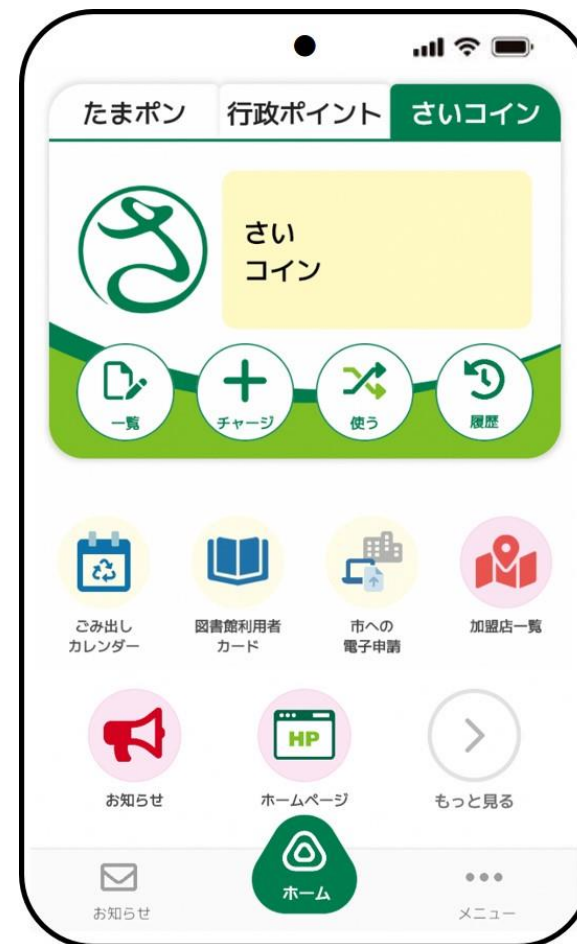 たまポン
行政ポイント
さいコイン
さい
コイン
一覧
チャージ
使う
履歴
ごみ出し
カレンダー
図書館利用者
カード
市への
電子申請
加盟店一覧
HP
お知らせ
ホームページ
もっと見る
お知らせ
ホーム
メニュー